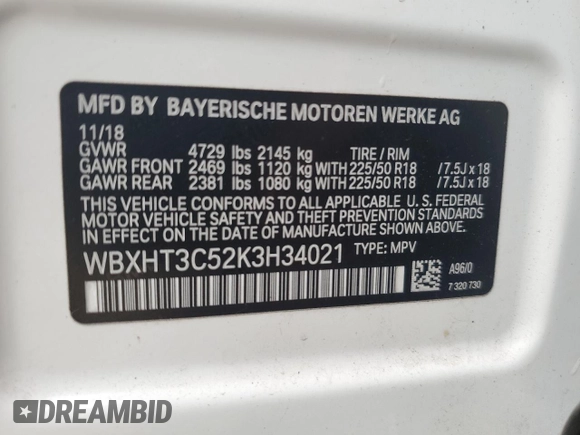 MFD BY BAYERISCHE MOTOREN WERKE AG
11/18
GVWR 4729 lbs 2145 kg TIRE / RIM
GAWR FRONT 2469 lbs 1120 kg WITH 225/50 R18 /7.5J x 18
GAWR REAR 2381 lbs 1080 kg WITH 225/50 R18 /7.5J x 18
THIS VEHICLE CONFORMS TO ALL APPLICABLE U. S. FEDERAL
MOTOR VEHICLE SAFETY AND THEFT PREVENTION STANDARDS
IN EFFECT ON THE DATE OF MANUFACTURE SHOWN ABOVE.
WBXHT3C52K3H34021 TYPE: MPV
A96/0
7 320 730
DREAMBID